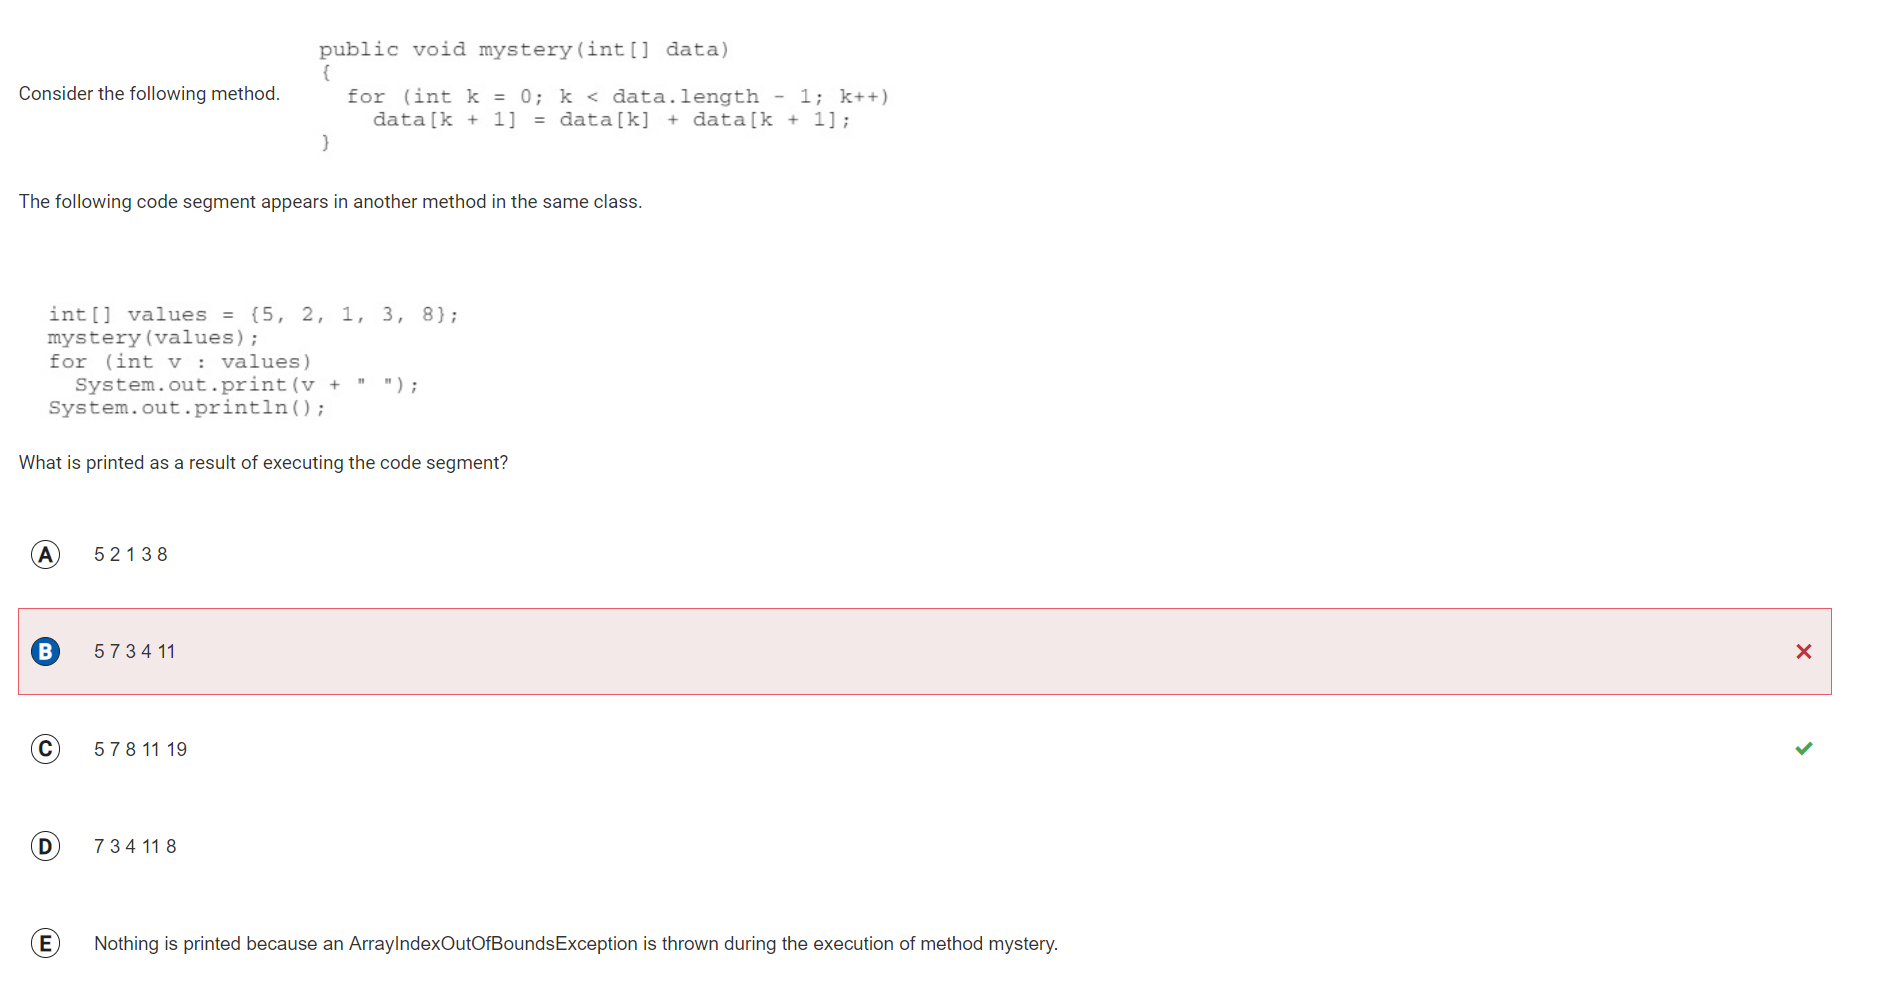 Consider the following method.
public void mystery(int[] data)
{
for (int k = 0; k < data.length - 1; k++)
data[k + 1] = data[k] + data[k + 1];
}
The following code segment appears in another method in the same class.
int[] values = {5, 2, 1, 3, 8};
mystery(values);
for (int v : values)
System.out.print(v + " ");
System.out.println();
What is printed as a result of executing the code segment?
A 5 2 1 3 8
B 5 7 3 4 11
C 5 7 8 11 19
D 7 3 4 11 8
E Nothing is printed because an ArrayIndexOutOfBoundsException is thrown during the execution of method mystery.